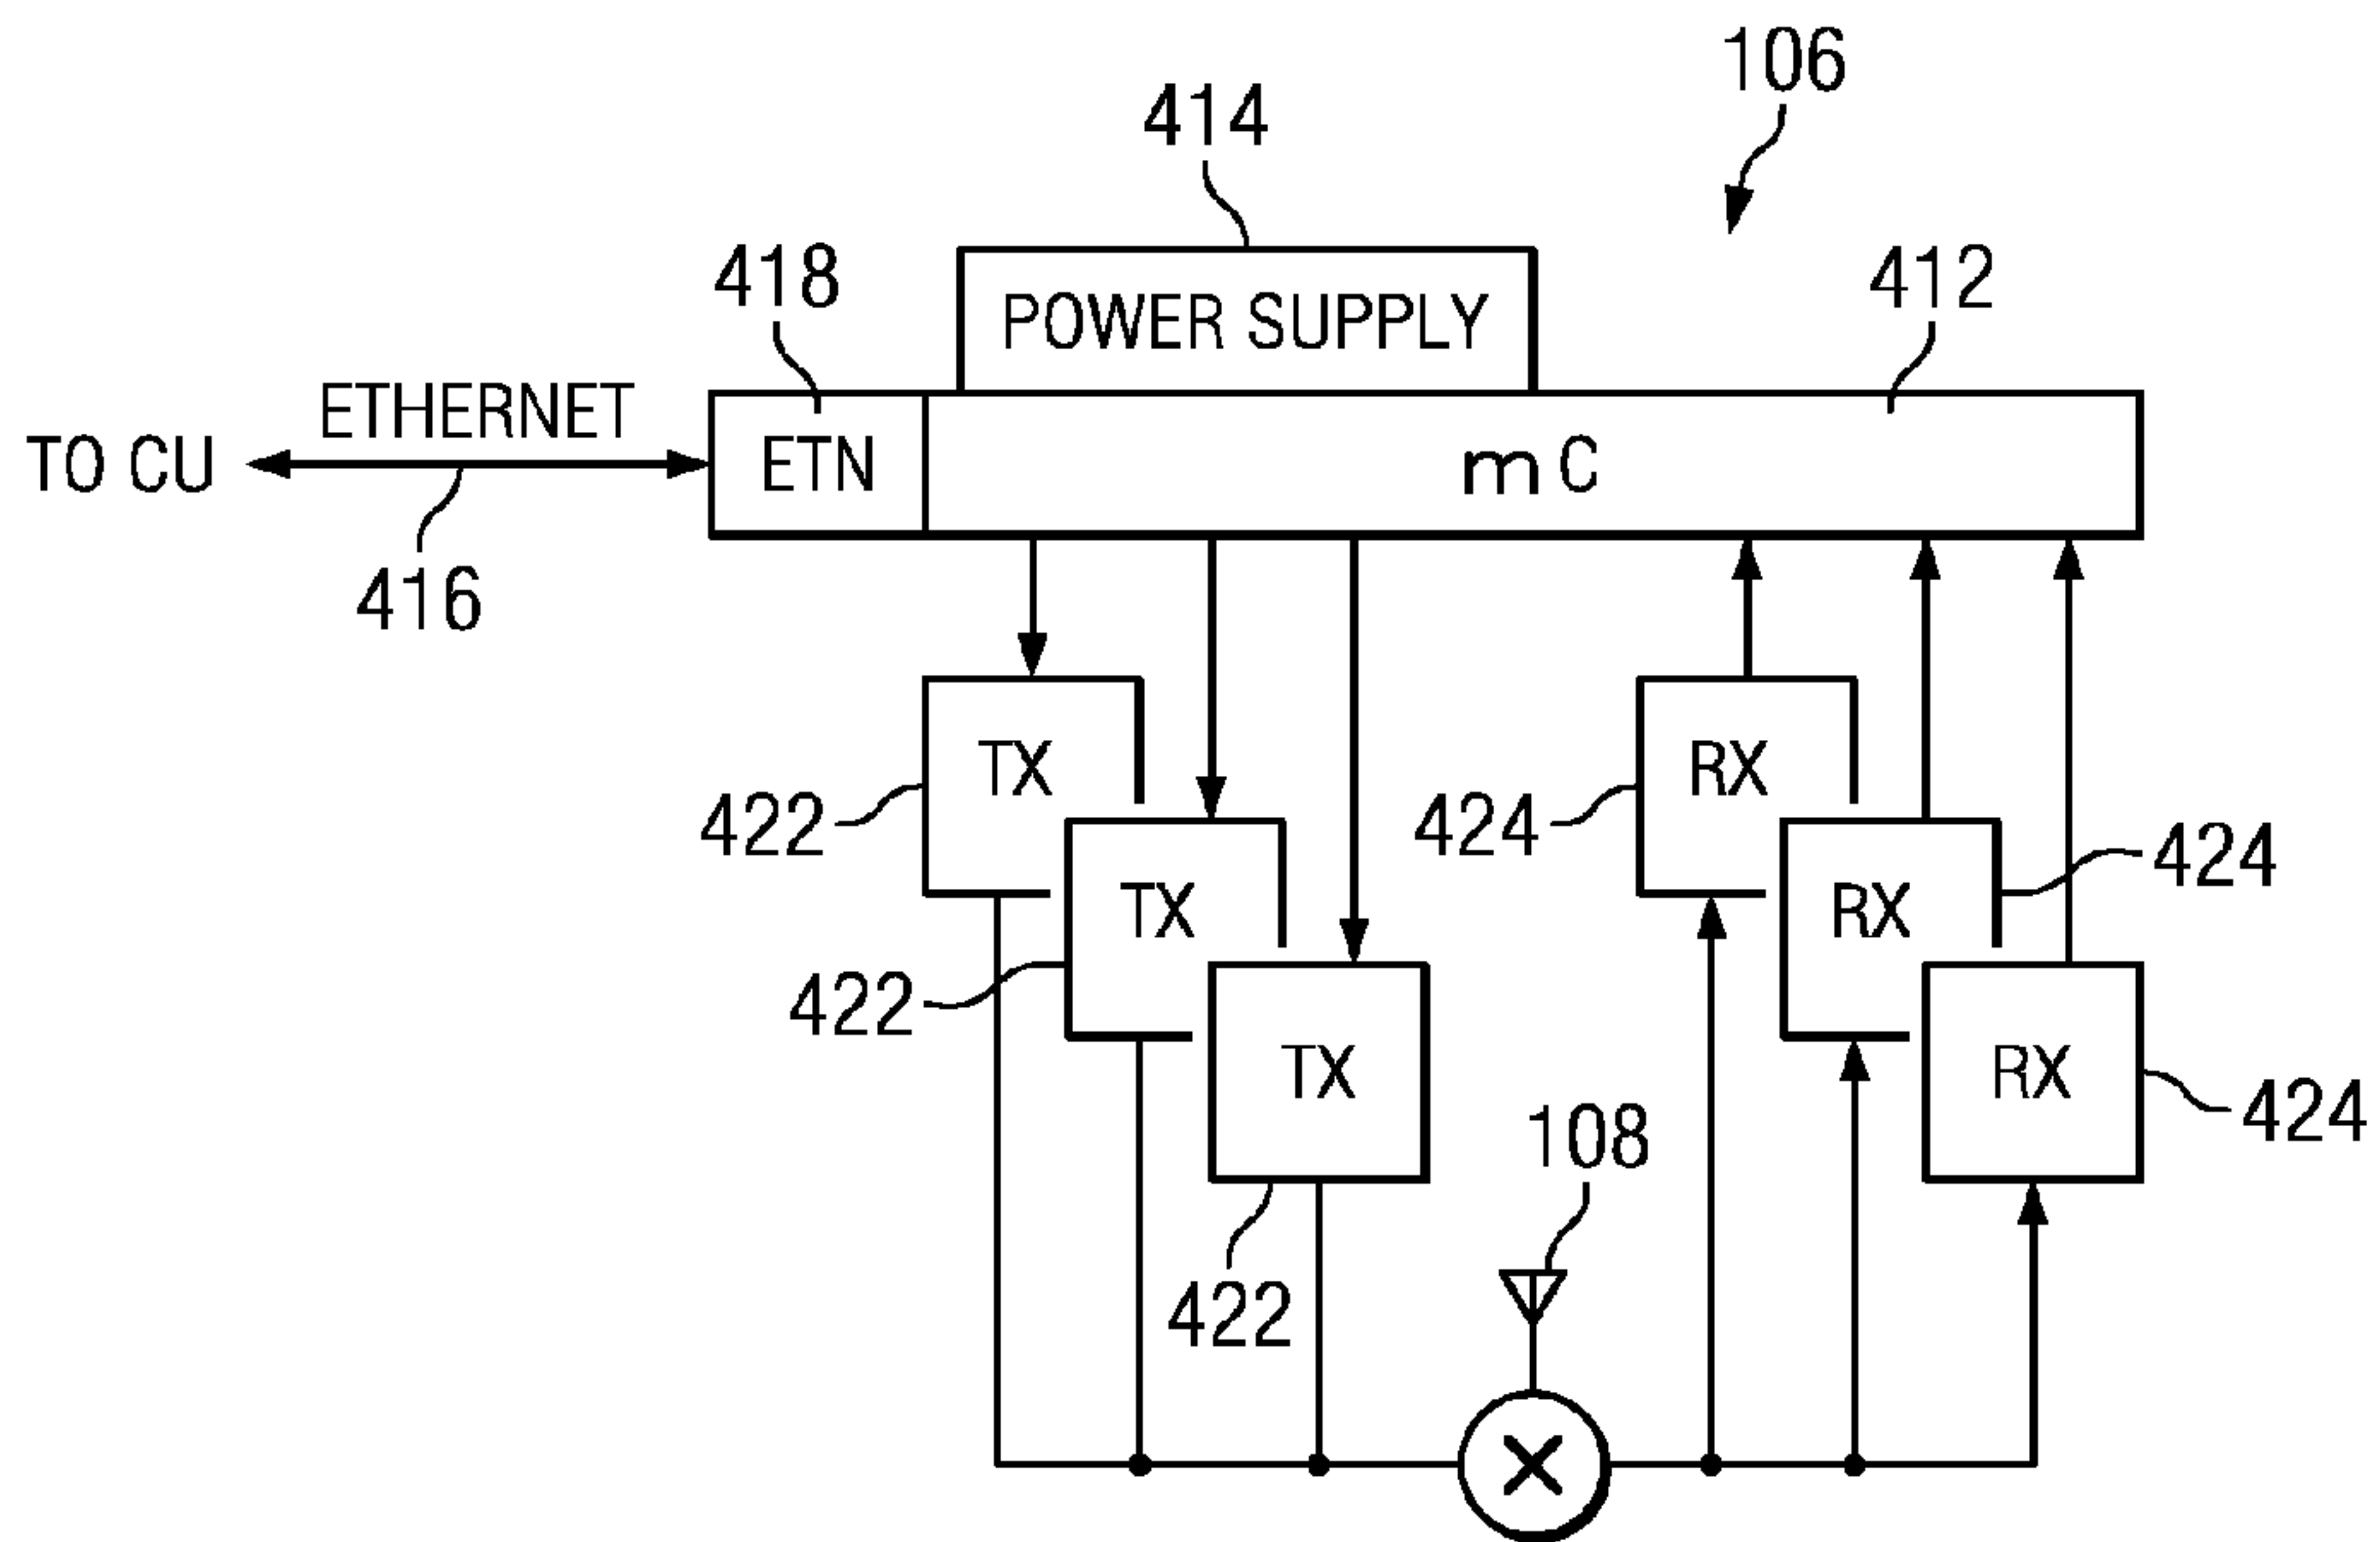 106
414
418
POWER SUPPLY
412
ETHERNET
TO CU
ETN
m C
416
TX
RX
422
424
TX
RX
424
422
TX
RX
424
108
422